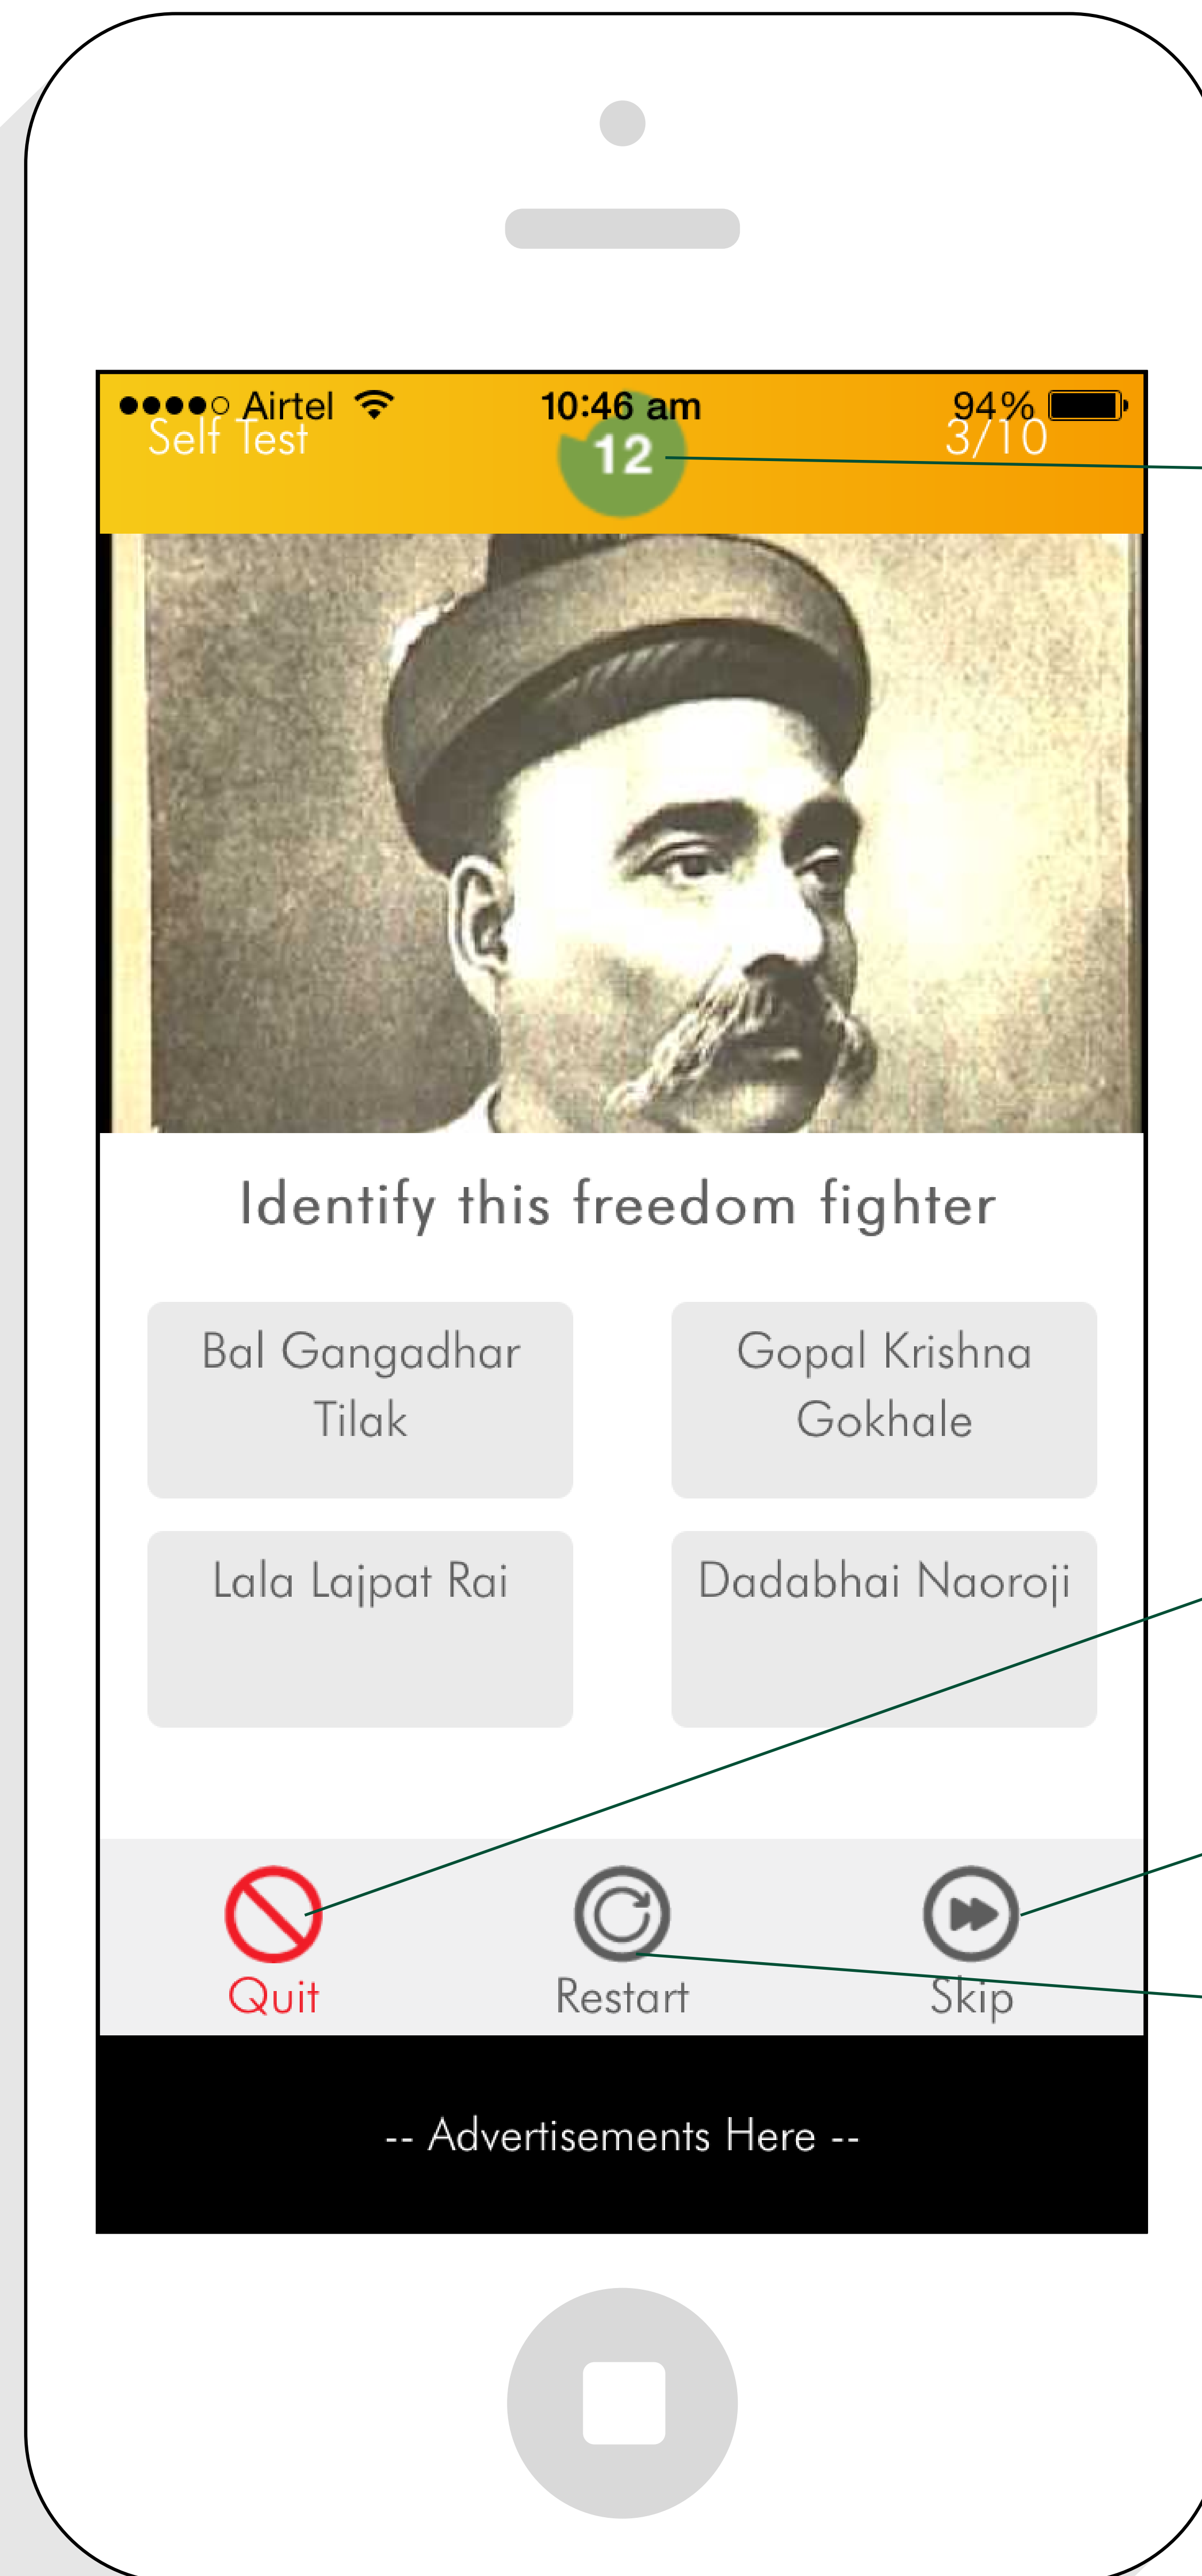 Airtel 10:46 am 94%
Self Test 12 3/10
Identify this freedom fighter
Bal Gangadhar
Tilak
Gopal Krishna
Gokhale
Lala Lajpat Rai
Dadabhai Naoroji
Quit
Restart
Skip
-- Advertisements Here --